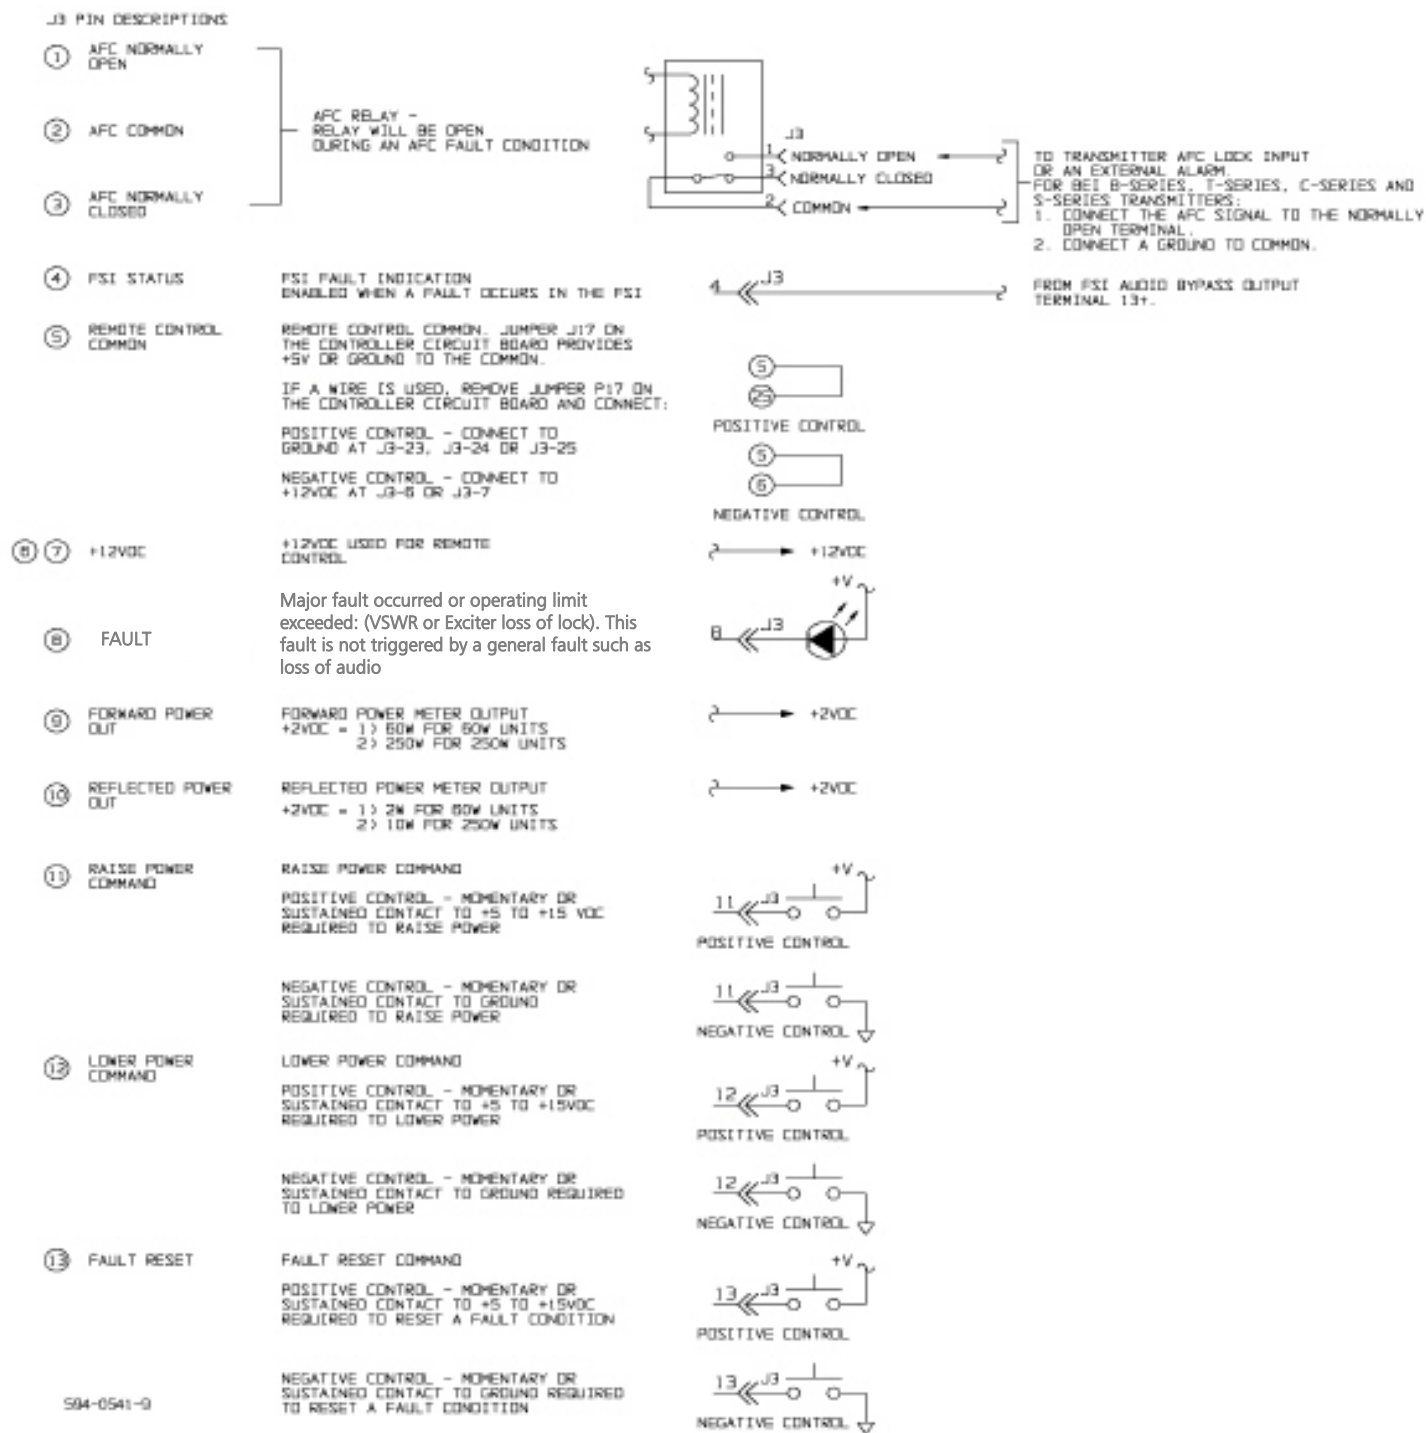 J3 PIN DESCRIPTIONS
1 AFC NORMALLY
OPEN
2 AFC COMMON
3 AFC NORMALLY
CLOSED
AFC RELAY -
RELAY WILL BE OPEN
DURING AN AFC FAULT CONDITION
J3
1 NORMALLY OPEN
3 NORMALLY CLOSED
2 COMMON
TO TRANSMITTER AFC LOCK INPUT
OR AN EXTERNAL ALARM.
FOR BEI B-SERIES, T-SERIES, C-SERIES AND
S-SERIES TRANSMITTERS:
1. CONNECT THE AFC SIGNAL TO THE NORMALLY
OPEN TERMINAL.
2. CONNECT A GROUND TO COMMON.
4 FSI STATUS
FSI FAULT INDICATION
ENABLED WHEN A FAULT OCCURS IN THE FSI
4 J3
FROM FSI AUDIO BYPASS OUTPUT
TERMINAL 13+.
5 REMOTE CONTROL
COMMON
REMOTE CONTROL COMMON. JUMPER J17 ON
THE CONTROLLER CIRCUIT BOARD PROVIDES
+5V OR GROUND TO THE COMMON.
IF A WIRE IS USED, REMOVE JUMPER P17 ON
THE CONTROLLER CIRCUIT BOARD AND CONNECT:
POSITIVE CONTROL - CONNECT TO
GROUND AT J3-23, J3-24 OR J3-25
NEGATIVE CONTROL - CONNECT TO
+12VDC AT J3-6 OR J3-7
5
25
POSITIVE CONTROL
5
6
NEGATIVE CONTROL
6 7 +12VDC
+12VDC USED FOR REMOTE
CONTROL
+12VDC
8 FAULT
Major fault occurred or operating limit
exceeded: (VSWR or Exciter loss of lock). This
fault is not triggered by a general fault such as
loss of audio
+V
8 J3
9 FORWARD POWER
OUT
FORWARD POWER METER OUTPUT
+2VDC = 1) 60W FOR 60W UNITS
2) 250W FOR 250W UNITS
+2VDC
10 REFLECTED POWER
OUT
REFLECTED POWER METER OUTPUT
+2VDC = 1) 2W FOR 60W UNITS
2) 10W FOR 250W UNITS
+2VDC
11 RAISE POWER
COMMAND
RAISE POWER COMMAND
POSITIVE CONTROL - MOMENTARY OR
SUSTAINED CONTACT TO +5 TO +15 VDC
REQUIRED TO RAISE POWER
+V
11 J3
POSITIVE CONTROL
NEGATIVE CONTROL - MOMENTARY OR
SUSTAINED CONTACT TO GROUND
REQUIRED TO RAISE POWER
11 J3
NEGATIVE CONTROL
12 LOWER POWER
COMMAND
LOWER POWER COMMAND
POSITIVE CONTROL - MOMENTARY OR
SUSTAINED CONTACT TO +5 TO +15VDC
REQUIRED TO LOWER POWER
+V
12 J3
POSITIVE CONTROL
NEGATIVE CONTROL - MOMENTARY OR
SUSTAINED CONTACT TO GROUND REQUIRED
TO LOWER POWER
12 J3
NEGATIVE CONTROL
13 FAULT RESET
FAULT RESET COMMAND
POSITIVE CONTROL - MOMENTARY OR
SUSTAINED CONTACT TO +5 TO +15VDC
REQUIRED TO RESET A FAULT CONDITION
+V
13 J3
POSITIVE CONTROL
NEGATIVE CONTROL - MOMENTARY OR
SUSTAINED CONTACT TO GROUND REQUIRED
TO RESET A FAULT CONDITION
13 J3
NEGATIVE CONTROL
594-0541-9